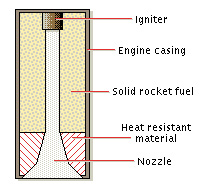 Igniter
Engine casing
Solid rocket fuel
Heat resistant
material
Nozzle